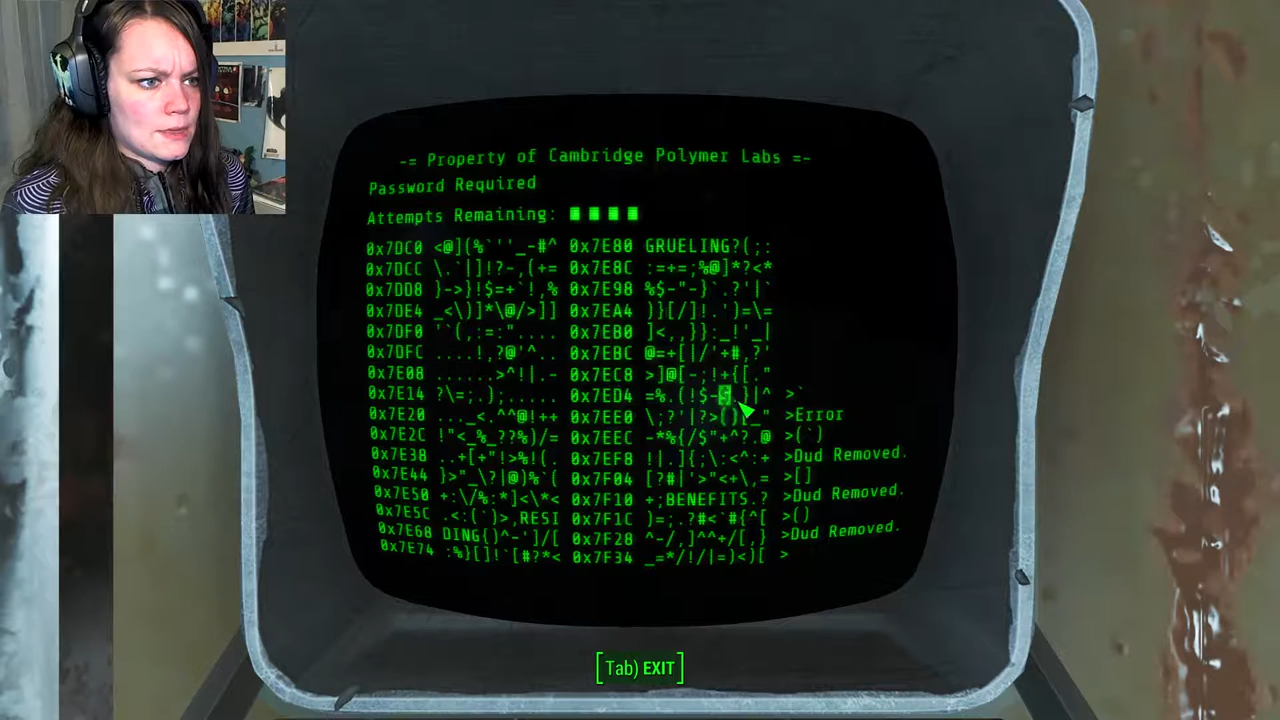 -= Property of Cambridge Polymer Labs =-
Password Required
Attempts Remaining: ■ ■ ■ ■
0x7DC0 <@](%`''_-#^ 0x7E80 GRUELING?(;:
0x7DCC \.`|]!?-,(+= 0x7E8C :=+=;%@]*?<*
0x7DD8 }->}!$=+`!,% 0x7E98 %$-"-}`.?'|`
0x7DE4 _<\)]*\@/>]] 0x7EA4 )}[/]!.')=\=
0x7DF0 '`(,:=:".... 0x7EB0 ]<,,}}:_!'_|
0x7DFC ....!,?@'^.. 0x7EBC @=+[|/'+#,?'
0x7E08 ......>^!|.- 0x7EC8 >]@[-;!+{[."
0x7E14 ?\=;.);..... 0x7ED4 =%.(!$-$.}|^ >`
0x7E20 ..._<.^^@!++ 0x7EE0 \;?'|?>(){_" >Error
0x7E2C !"<_%_??%)/= 0x7EEC -*%{/$"+^?.@ >(`)
0x7E38 ..+[+"!>%!(. 0x7EF8 !|.]{;\:<^:+ >Dud Removed.
0x7E44 }>"_\?|@)%`( 0x7F04 [?#|'>"<+\,= >[]
0x7E50 +:\/%:*]<\*< 0x7F10 +;BENEFITS.? >Dud Removed.
0x7E5C .<:(`)>,RESI 0x7F1C )=;.?#<`#{^[ >()
0x7E68 DING{)^-']/[ 0x7F28 ^-/,]^^+/[,} >Dud Removed.
0x7E74 :%}[]!`[#?*< 0x7F34 _=*/!/|=)<)[ >
[Tab) EXIT]